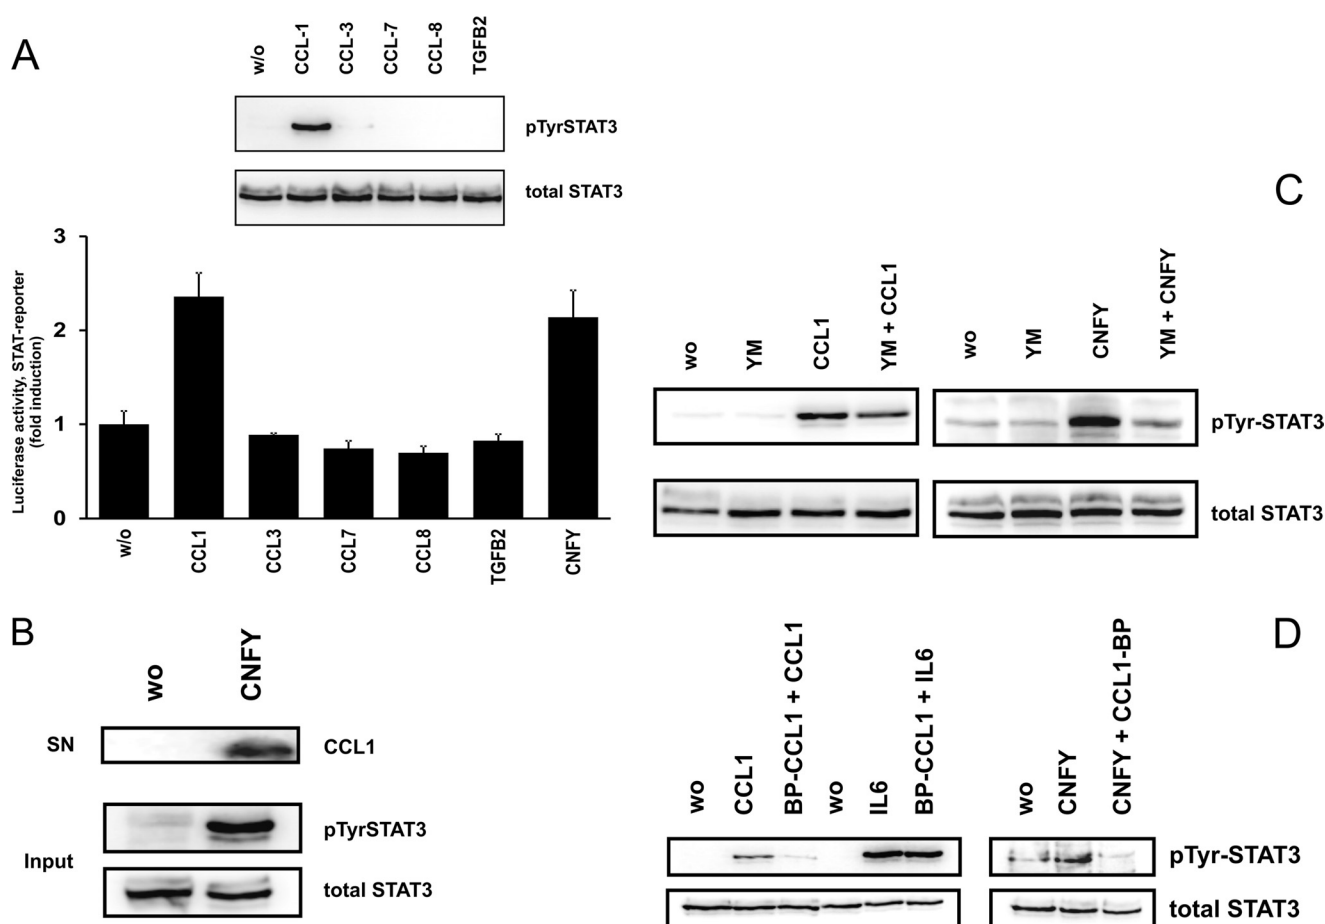 A
w/o
CCL-1
CCL-3
CCL-7
CCL-8
TGFB2
pTyrSTAT3
total STAT3
Luciferase activity, STAT-reporter
(fold induction)
3
2
1
0
w/o
CCL1
CCL3
CCL7
CCL8
TGFB2
CNFY
B
wo
CNFY
SN
CCL1
pTyrSTAT3
Input
total STAT3
C
wo
YM
CCL1
YM + CCL1
wo
YM
CNFY
YM + CNFY
pTyr-STAT3
total STAT3
D
wo
CCL1
BP-CCL1 + CCL1
wo
IL6
BP-CCL1 + IL6
wo
CNFY
CNFY + CCL1-BP
pTyr-STAT3
total STAT3